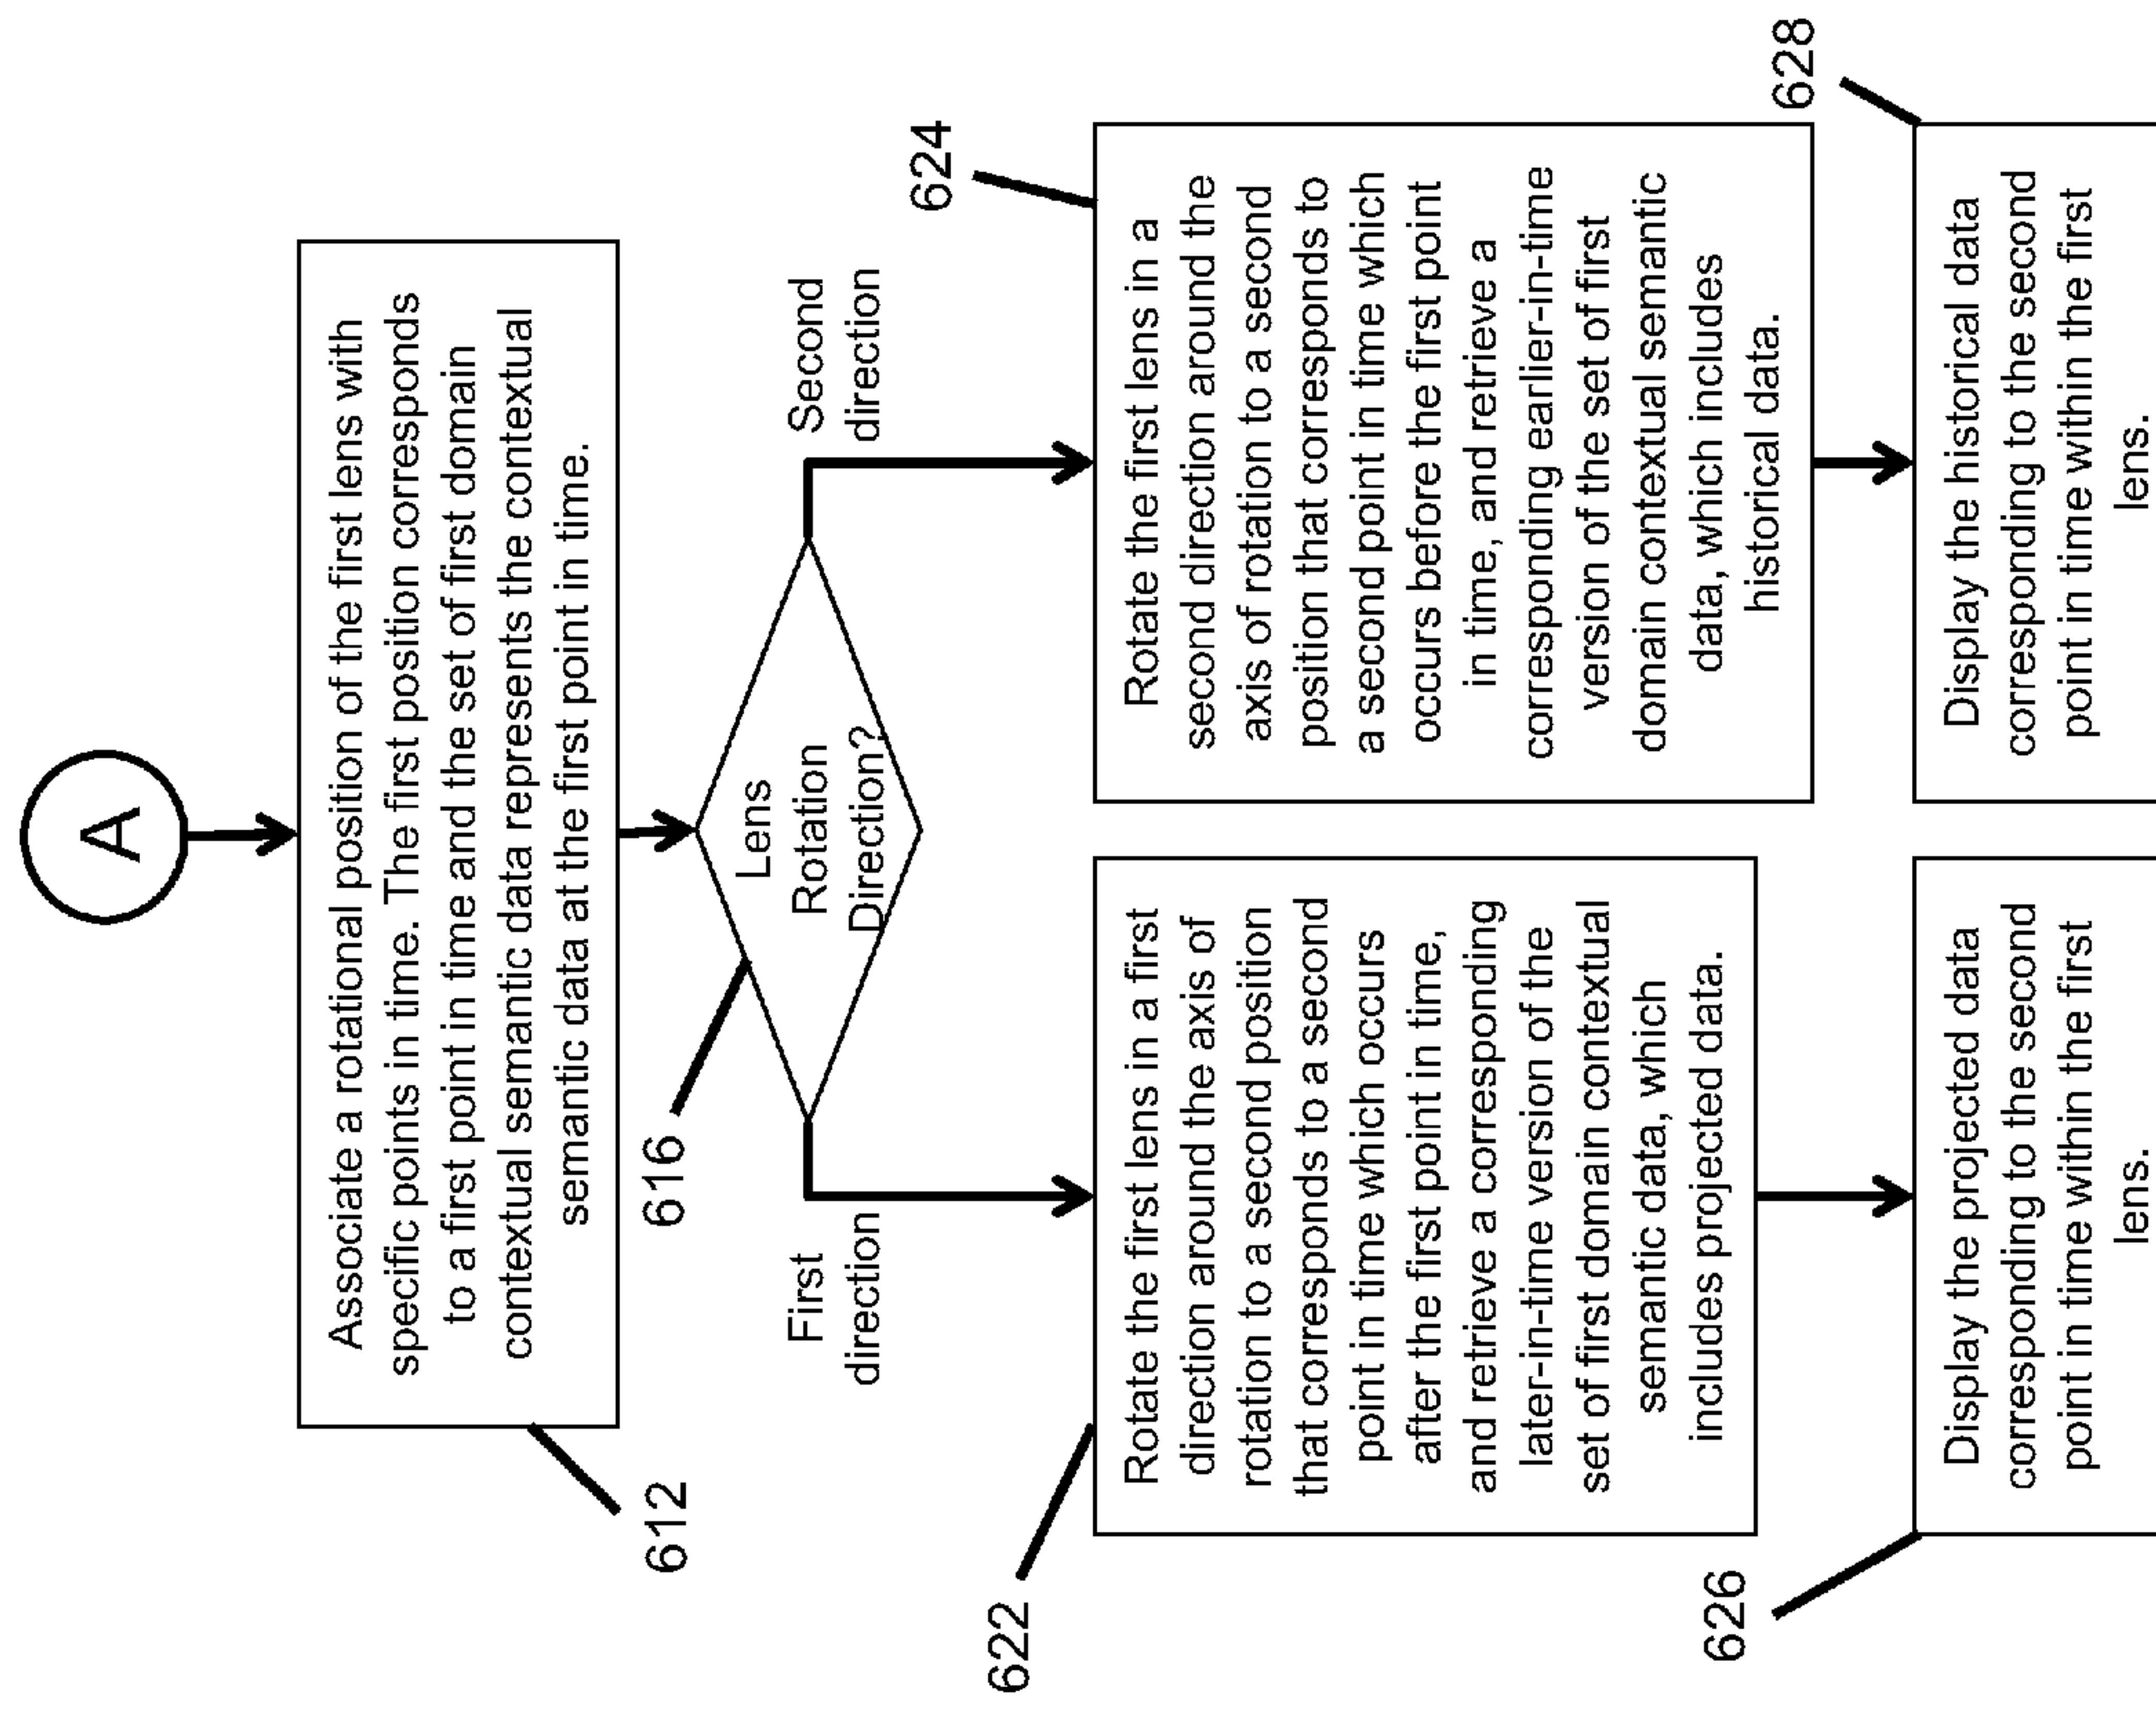 A
Associate a rotational position of the first lens with
specific points in time. The first position corresponds
to a first point in time and the set of first domain
contextual semantic data represents the contextual
semantic data at the first point in time.
612
616
Lens
Rotation
Direction?
First
direction
Second
direction
622
Rotate the first lens in a first
direction around the axis of
rotation to a second position
that corresponds to a second
point in time which occurs
after the first point in time,
and retrieve a corresponding
later-in-time version of the
set of first domain contextual
semantic data, which
includes projected data.
624
Rotate the first lens in a
second direction around the
axis of rotation to a second
position that corresponds to
a second point in time which
occurs before the first point
in time, and retrieve a
corresponding earlier-in-time
version of the set of first
domain contextual semantic
data, which includes
historical data.
626
Display the projected data
corresponding to the second
point in time within the first
lens.
628
Display the historical data
corresponding to the second
point in time within the first
lens.